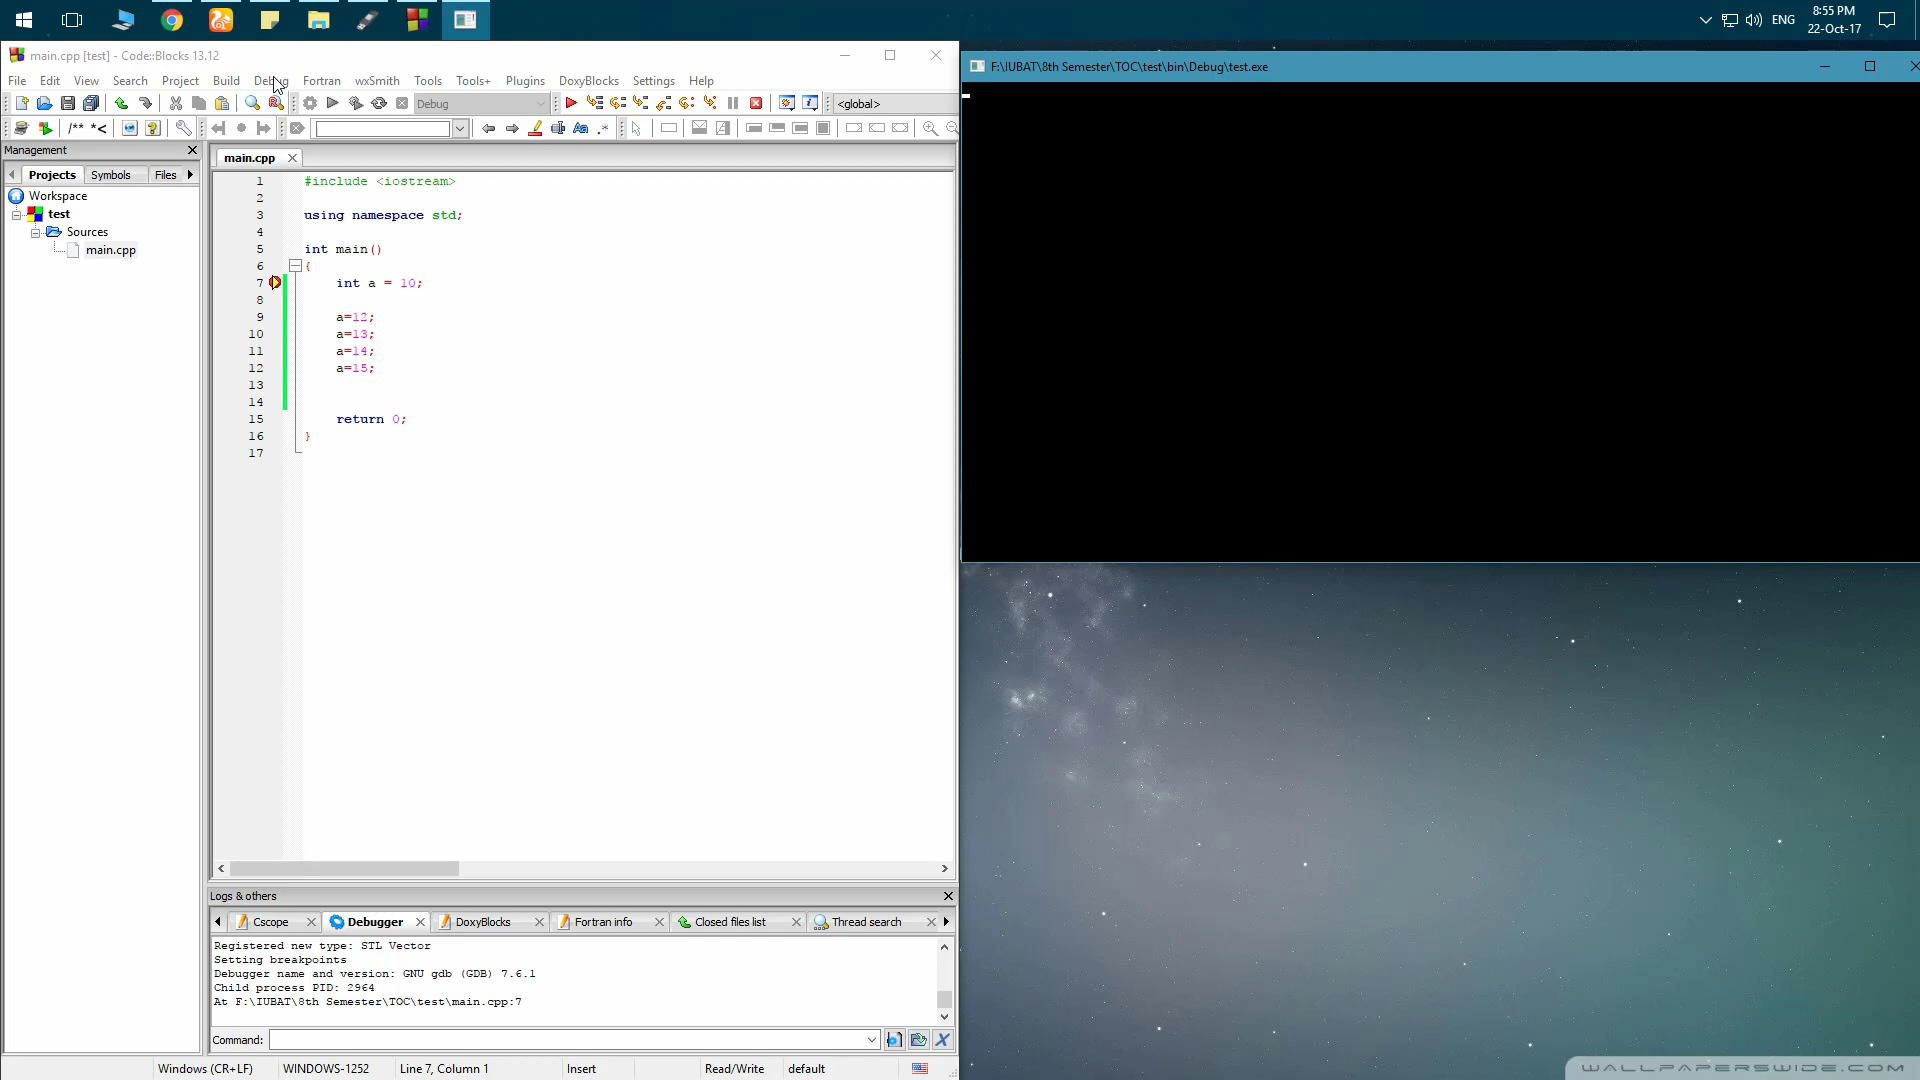 ENG
8:55 PM
22-Oct-17
main.cpp [test] - Code::Blocks 13.12
File Edit View Search Project Build Debug Fortran wxSmith Tools Tools+ Plugins DoxyBlocks Settings Help
Debug
<global>
/** *<
Aa .*
Management
Projects Symbols Files
Workspace
test
Sources
main.cpp
main.cpp
1 #include <iostream>
2
3 using namespace std;
4
5 int main()
6 {
7 int a = 10;
8
9 a=12;
10 a=13;
11 a=14;
12 a=15;
13
14
15 return 0;
16 }
17
F:\IUBAT\8th Semester\TOC\test\bin\Debug\test.exe
Logs & others
Cscope Debugger DoxyBlocks Fortran info Closed files list Thread search
Registered new type: STL Vector
Setting breakpoints
Debugger name and version: GNU gdb (GDB) 7.6.1
Child process PID: 2964
At F:\IUBAT\8th Semester\TOC\test\main.cpp:7
Command:
Windows (CR+LF) WINDOWS-1252 Line 7, Column 1 Insert Read/Write default
WALLPAPERSWIDE.COM